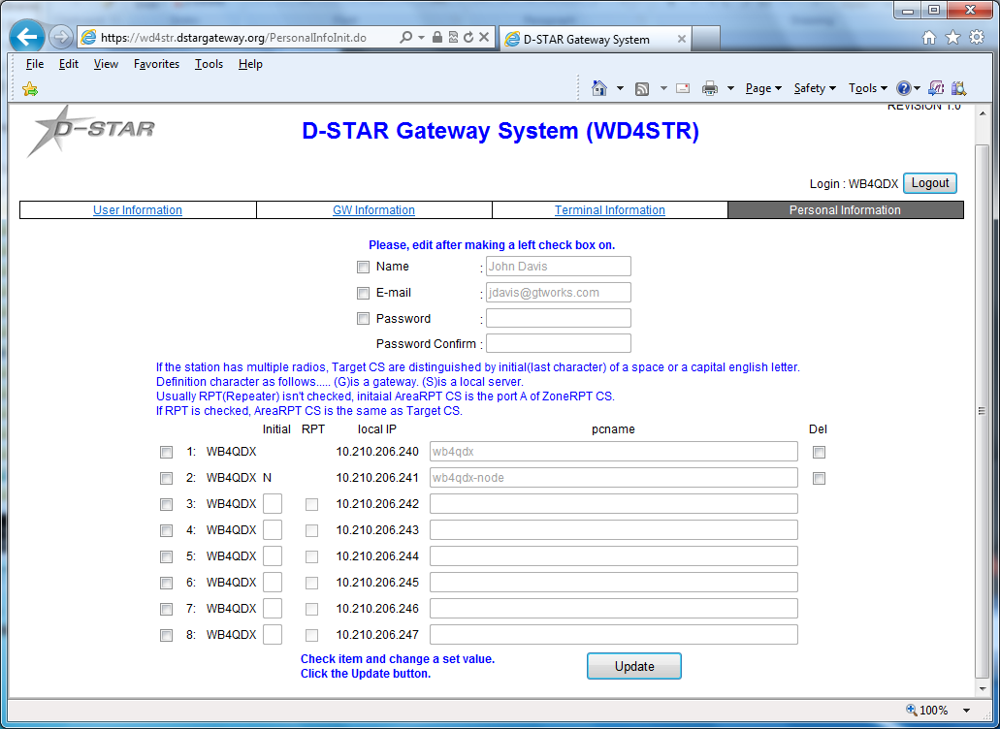 https://wd4str.dstargateway.org/PersonalInfoInit.do
D-STAR Gateway System
File Edit View Favorites Tools Help
Page Safety Tools
REVISION 1.0
D-STAR
D-STAR Gateway System (WD4STR)
Login : WB4QDX Logout
User Information GW Information Terminal Information Personal Information
Please, edit after making a left check box on.
Name : John Davis
E-mail : jdavis@gtworks.com
Password :
Password Confirm :
If the station has multiple radios, Target CS are distinguished by initial(last character) of a space or a capital english letter.
Definition character as follows..... (G)is a gateway. (S)is a local server.
Usually RPT(Repeater) isn't checked, initaial AreaRPT CS is the port A of ZoneRPT CS.
If RPT is checked, AreaRPT CS is the same as Target CS.
Initial RPT local IP pcname Del
1: WB4QDX 10.210.206.240 wb4qdx
2: WB4QDX N 10.210.206.241 wb4qdx-node
3: WB4QDX 10.210.206.242
4: WB4QDX 10.210.206.243
5: WB4QDX 10.210.206.244
6: WB4QDX 10.210.206.245
7: WB4QDX 10.210.206.246
8: WB4QDX 10.210.206.247
Check item and change a set value.
Click the Update button.
Update
100%